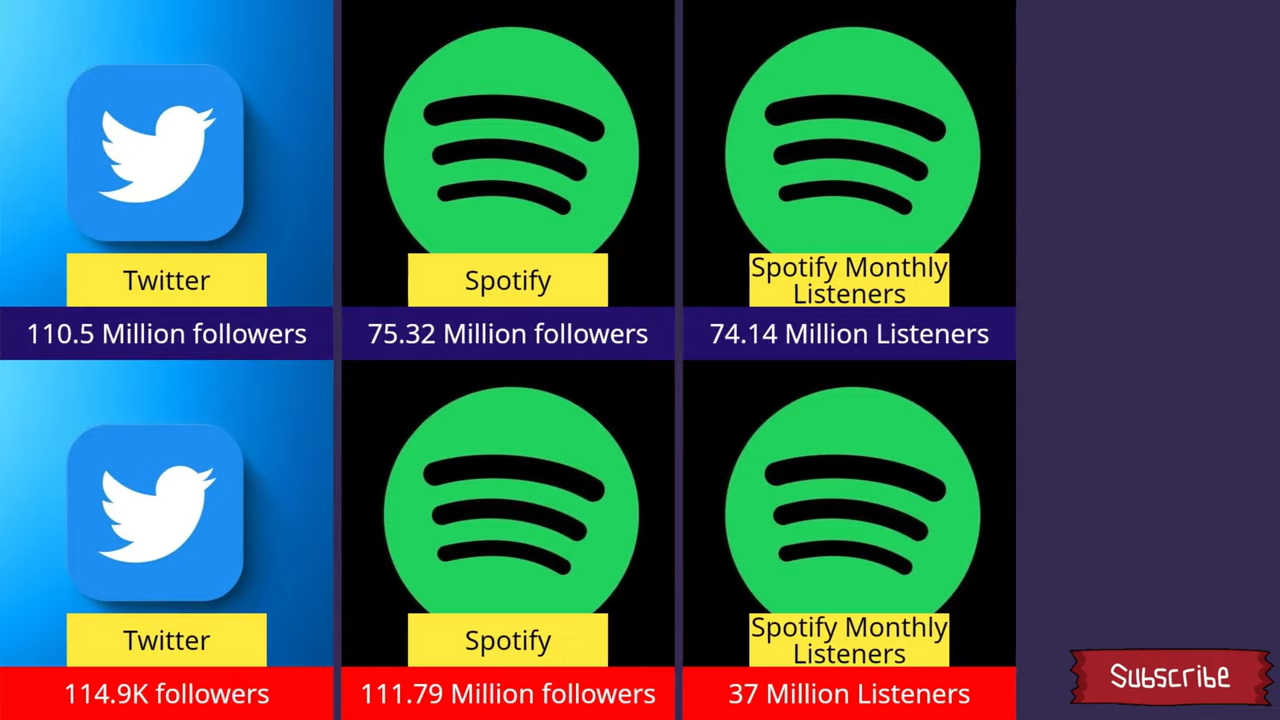 Twitter
Spotify
Spotify Monthly
Listeners
110.5 Million followers
75.32 Million followers
74.14 Million Listeners
Twitter
Spotify
Spotify Monthly
Listeners
114.9K followers
111.79 Million followers
37 Million Listeners
Subscribe